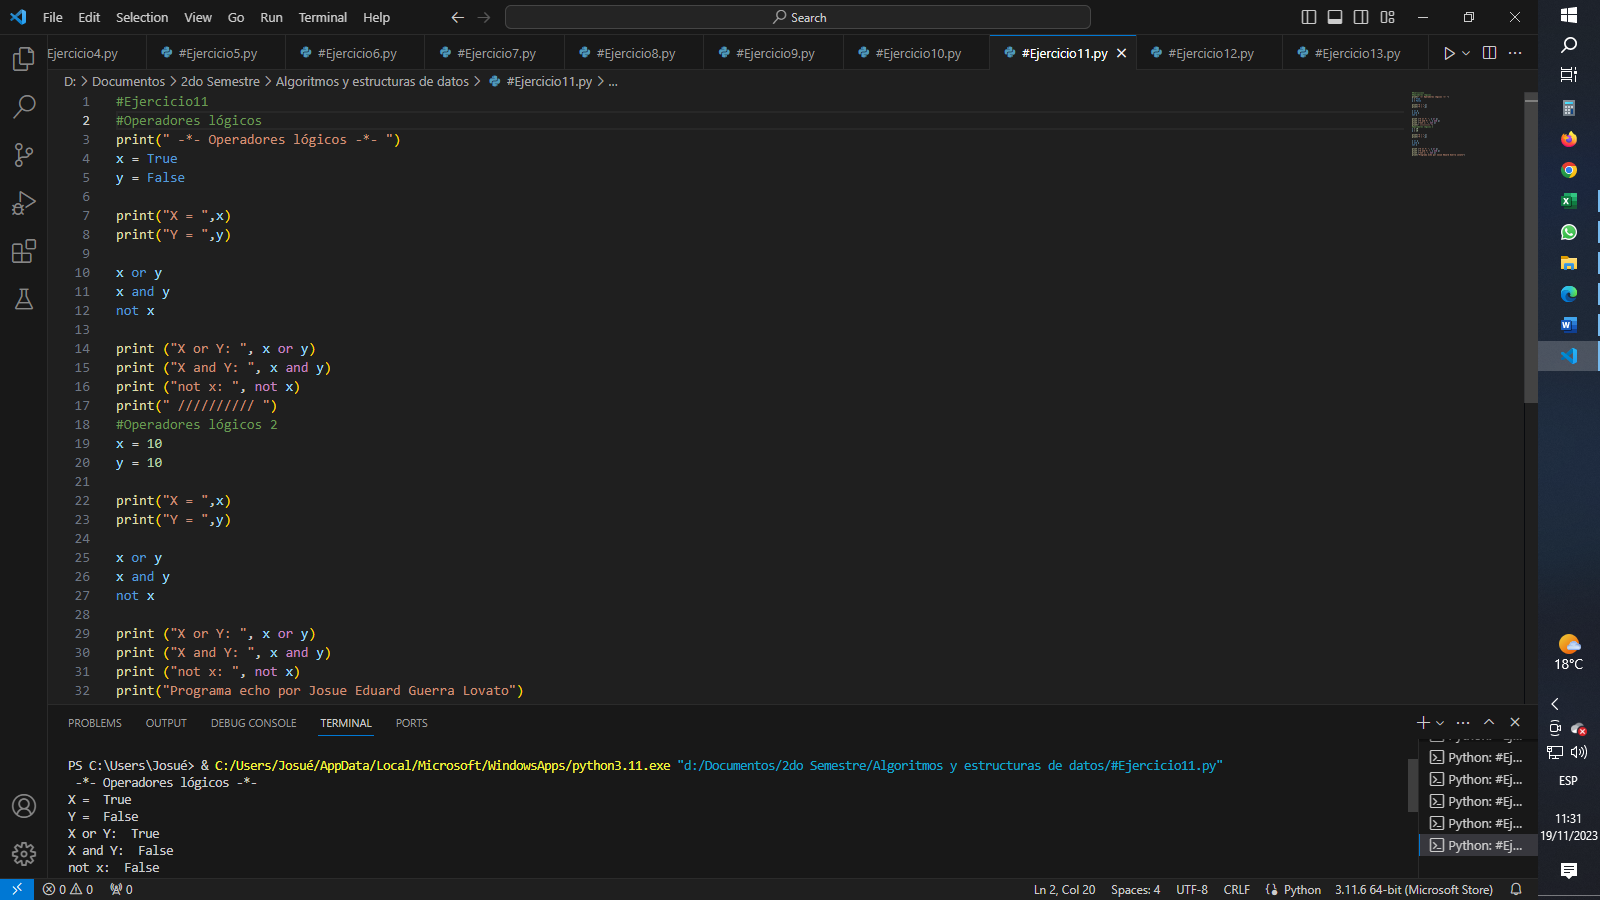 File Edit Selection View Go Run Terminal Help
Search
Ejercicio4.py #Ejercicio5.py #Ejercicio6.py #Ejercicio7.py #Ejercicio8.py #Ejercicio9.py #Ejercicio10.py #Ejercicio11.py #Ejercicio12.py #Ejercicio13.py
D: > Documentos > 2do Semestre > Algoritmos y estructuras de datos > #Ejercicio11.py > ...
1 #Ejercicio11
2 #Operadores lógicos
3 print(" -*- Operadores lógicos -*- ")
4 x = True
5 y = False
6
7 print("X = ",x)
8 print("Y = ",y)
9
10 x or y
11 x and y
12 not x
13
14 print ("X or Y: ", x or y)
15 print ("X and Y: ", x and y)
16 print ("not x: ", not x)
17 print(" ////////// ")
18 #Operadores lógicos 2
19 x = 10
20 y = 10
21
22 print("X = ",x)
23 print("Y = ",y)
24
25 x or y
26 x and y
27 not x
28
29 print ("X or Y: ", x or y)
30 print ("X and Y: ", x and y)
31 print ("not x: ", not x)
32 print("Programa echo por Josue Eduard Guerra Lovato")
PROBLEMS OUTPUT DEBUG CONSOLE TERMINAL PORTS
PS C:\Users\Josué> & C:/Users/Josué/AppData/Local/Microsoft/WindowsApps/python3.11.exe "d:/Documentos/2do Semestre/Algoritmos y estructuras de datos/#Ejercicio11.py"
-*- Operadores lógicos -*-
X =  True
Y =  False
X or Y:  True
X and Y:  False
not x:  False
Python: #Ej...
Python: #Ej...
Python: #Ej...
Python: #Ej...
Python: #Ej...
0 0 0
Ln 2, Col 20 Spaces: 4 UTF-8 CRLF Python 3.11.6 64-bit (Microsoft Store)
18°C
ESP
11:31
19/11/2023